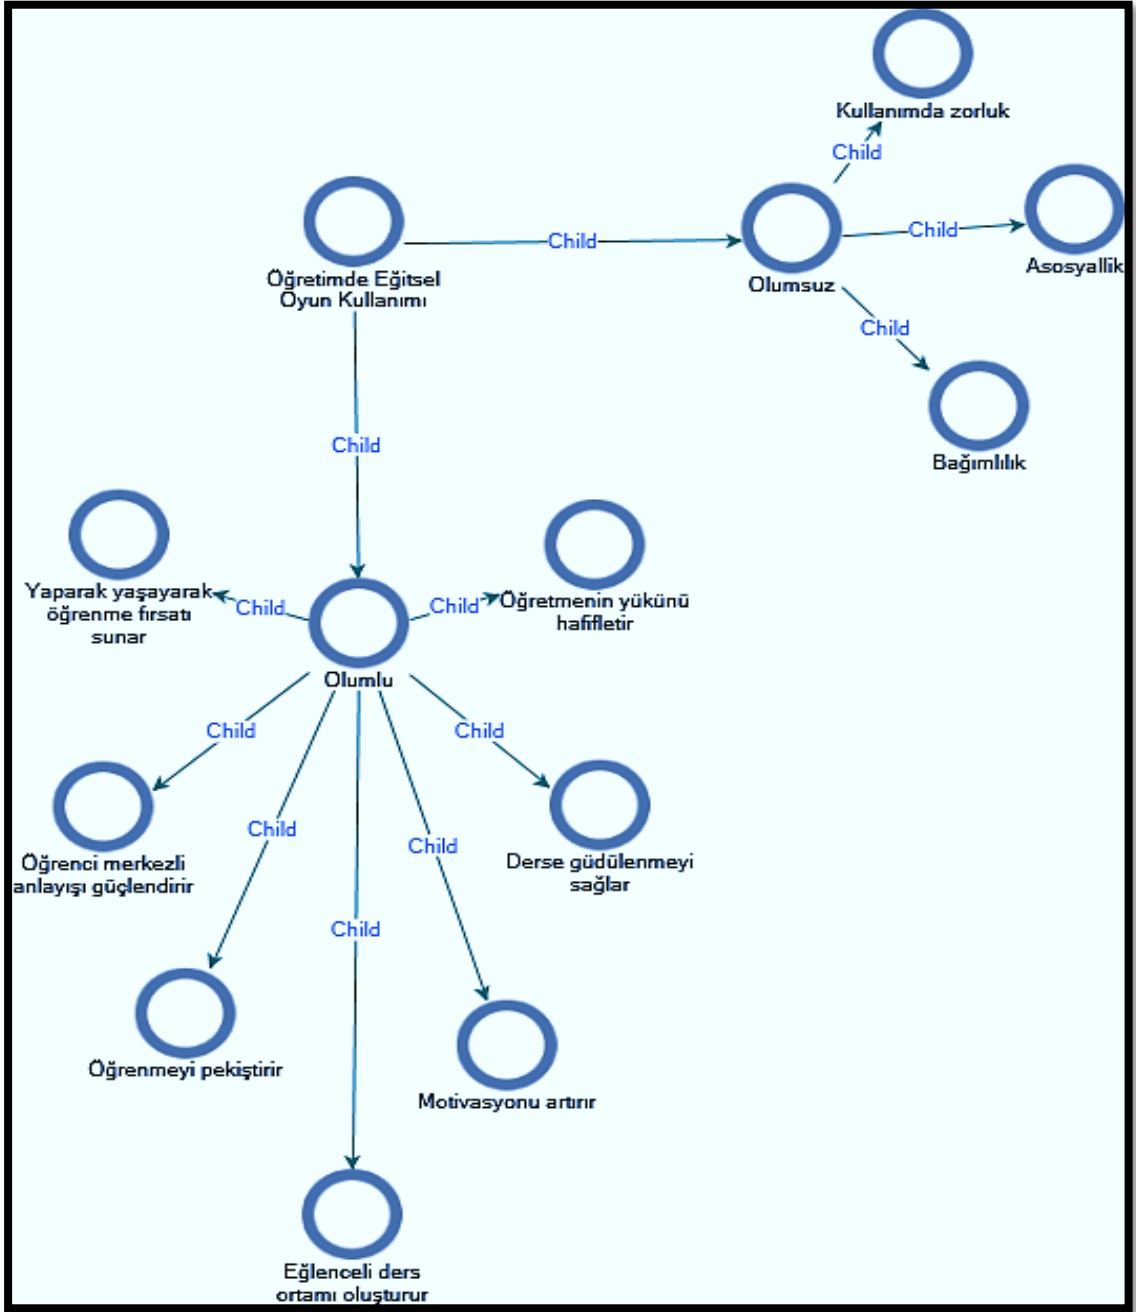 Kullanımda zorluk
Child
Asosyallik
Child
Öğretimde Eğitsel
Oyun Kullanımı
Child
Olumsuz
Child
Bağımlılık
Child
Yaparak yaşayarak
öğrenme fırsatı
sunar
Child
Child
Öğretmenin yükünü
hafifletir
Olumlu
Child
Child
Öğrenci merkezli
anlayışı güçlendirir
Child
Child
Derse güdülenmeyi
sağlar
Child
Öğrenmeyi pekiştirir
Motivasyonu artırır
Eğlenceli ders
ortamı oluşturur